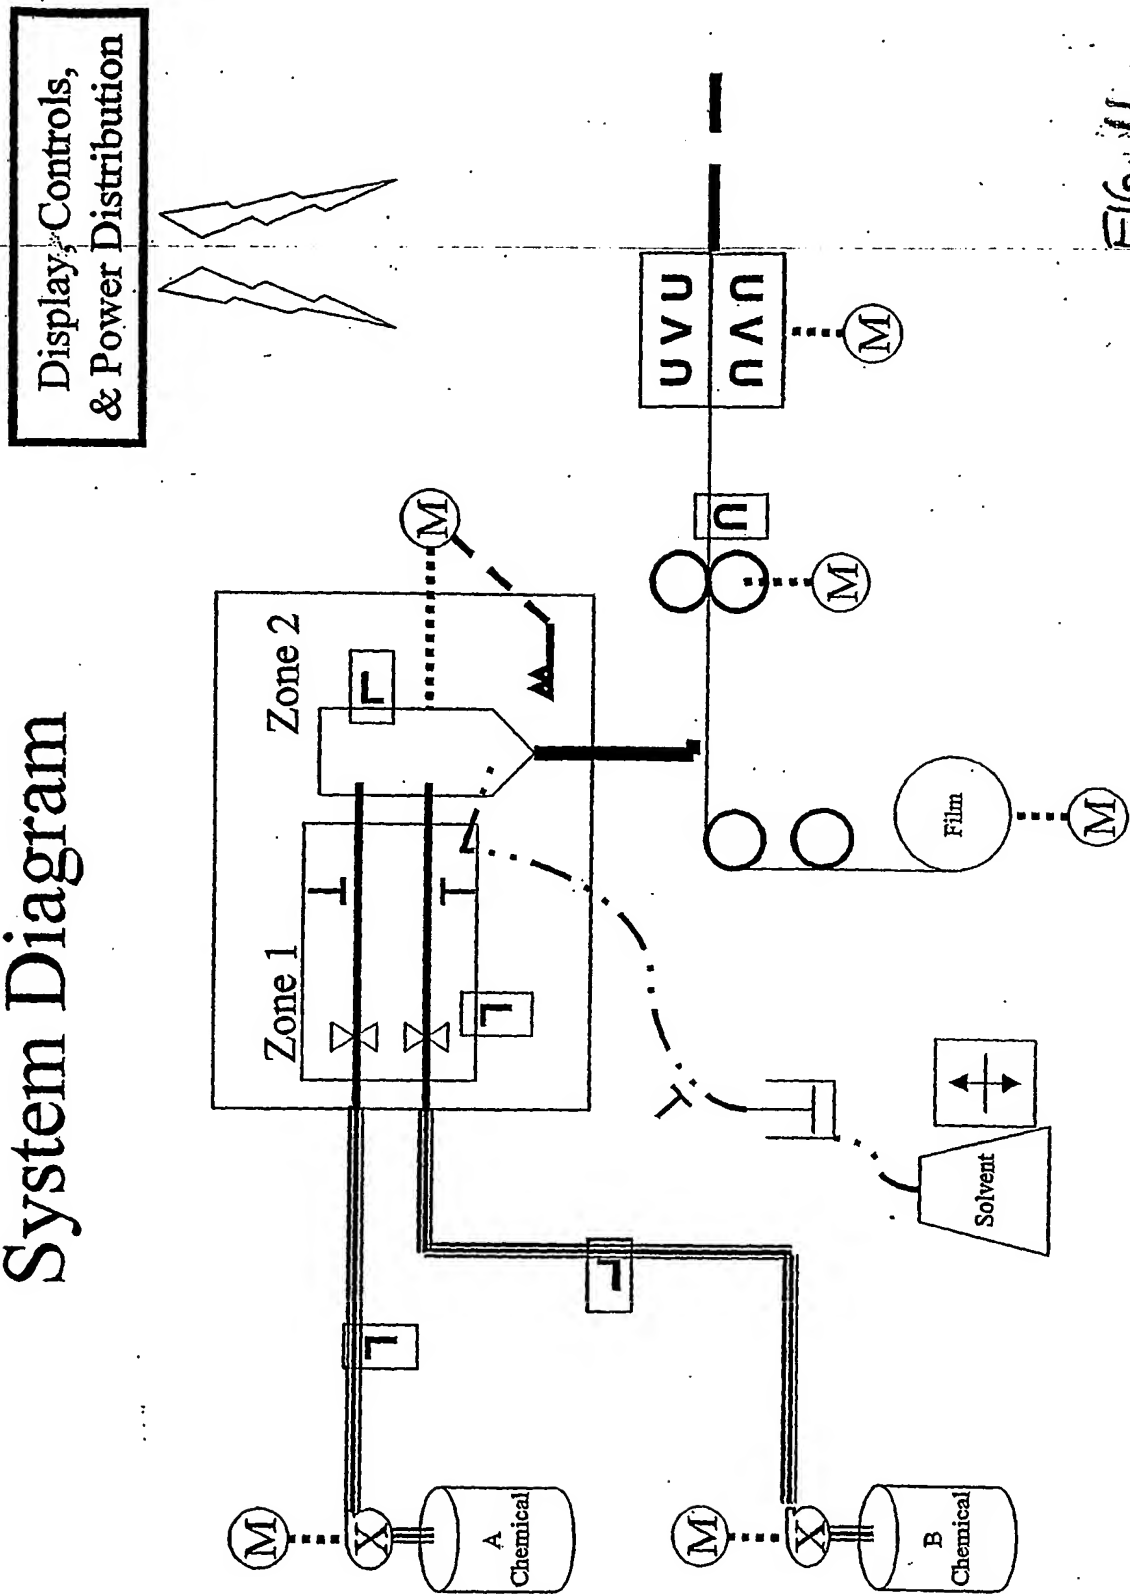 System Diagram
Display, Controls,
& Power Distribution
Zone 1
Zone 2
M
M
M
M
M
M
X
X
A
Chemical
B
Chemical
Solvent
Film
U V U
U V U